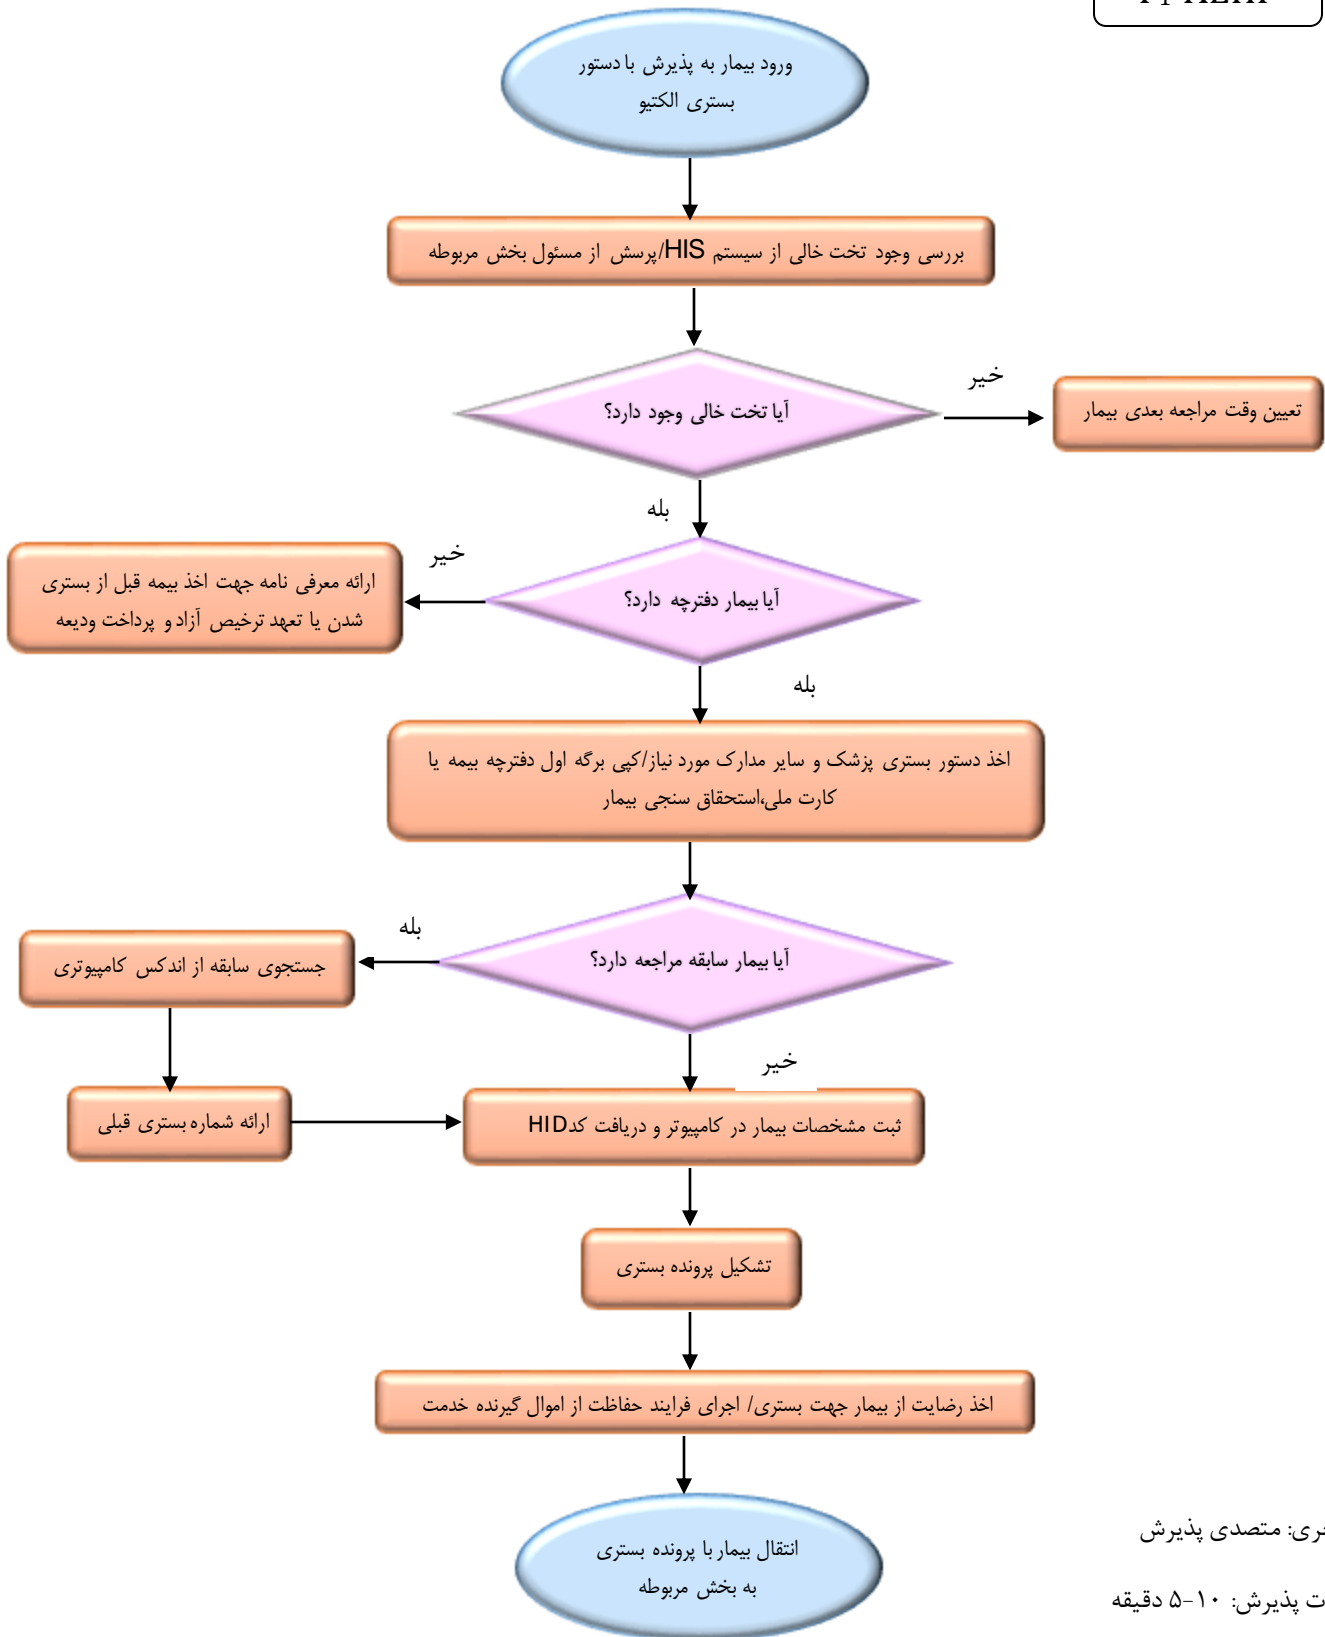 ورود بیمار به پذیرش با دستور
بستری الکتیو
بررسی وجود تخت خالی از سیستم HIS/پرسش از مسئول بخش مربوطه
آیا تخت خالی وجود دارد؟
خیر
تعیین وقت مراجعه بعدی بیمار
بله
آیا بیمار دفترچه دارد؟
خیر
ارائه معرفی نامه جهت اخذ بیمه قبل از بستری
شدن یا تعهد ترخیص آزاد و پرداخت ودیعه
بله
اخذ دستور بستری پزشک و سایر مدارک مورد نیاز/کپی برگه اول دفترچه بیمه یا
کارت ملی،استحقاق سنجی بیمار
آیا بیمار سابقه مراجعه دارد؟
بله
جستجوی سابقه از اندکس کامپیوتری
خیر
ارائه شماره بستری قبلی
ثبت مشخصات بیمار در کامپیوتر و دریافت کدHID
تشکیل پرونده بستری
اخذ رضایت از بیمار جهت بستری/ اجرای فرایند حفاظت از اموال گیرنده خدمت
انتقال بیمار با پرونده بستری
به بخش مربوطه
متصدی پذیرش
پذیرش: ۱۰-۵ دقیقه